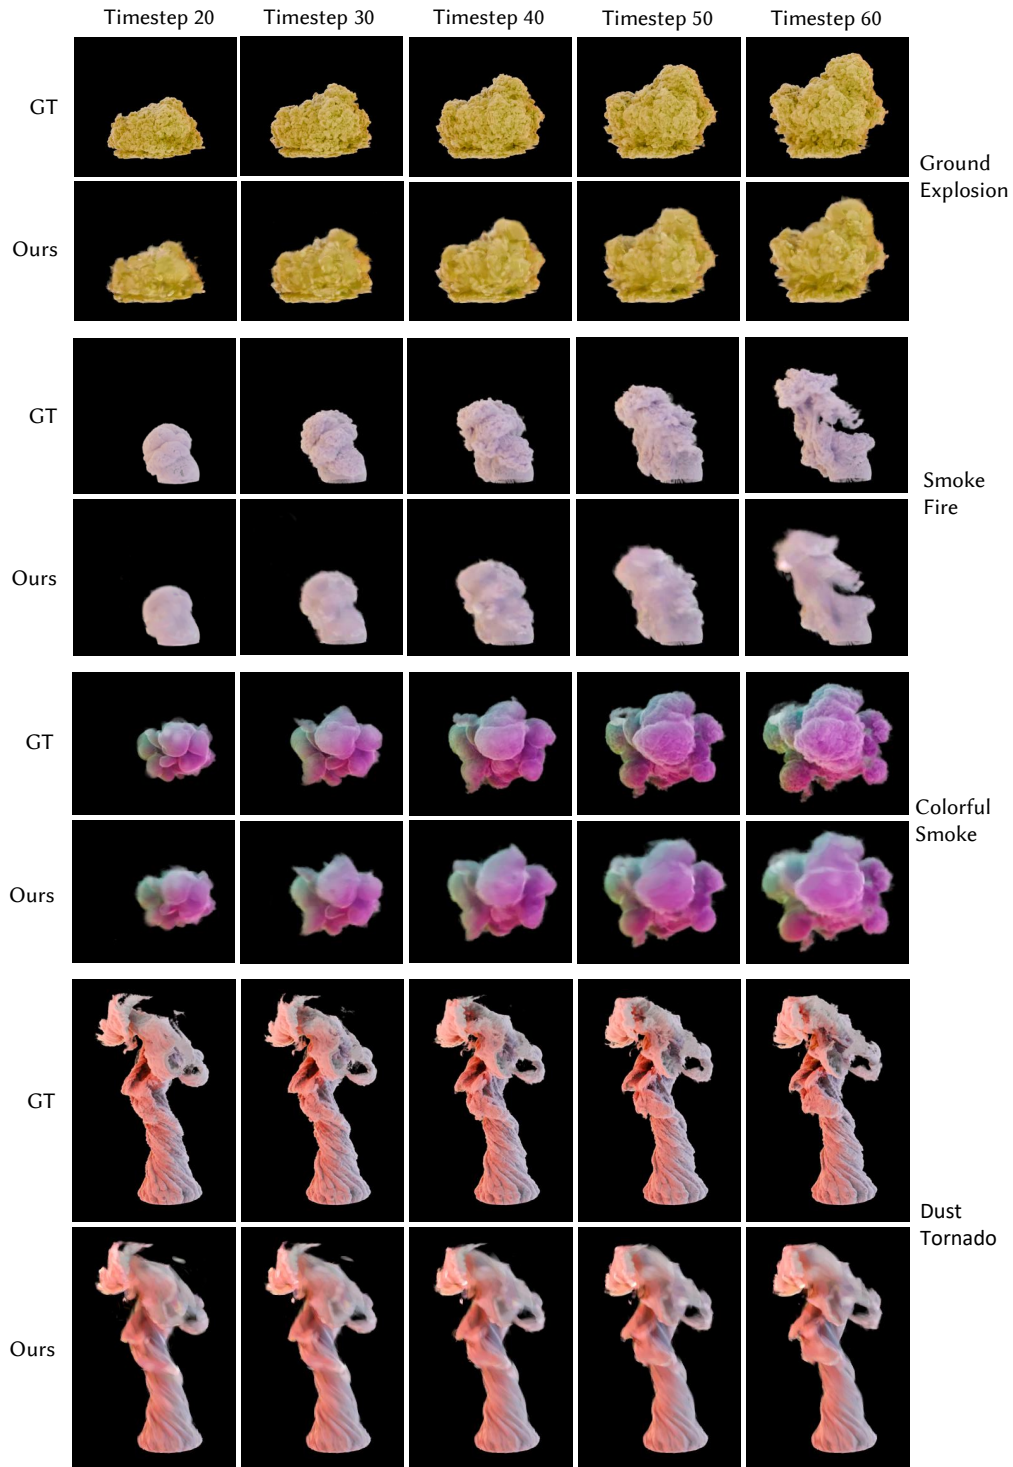 Timestep 20 Timestep 30 Timestep 40 Timestep 50 Timestep 60
GT
Ground
Explosion
Ours
GT
Smoke
Fire
Ours
GT
Colorful
Smoke
Ours
GT
Dust
Tornado
Ours